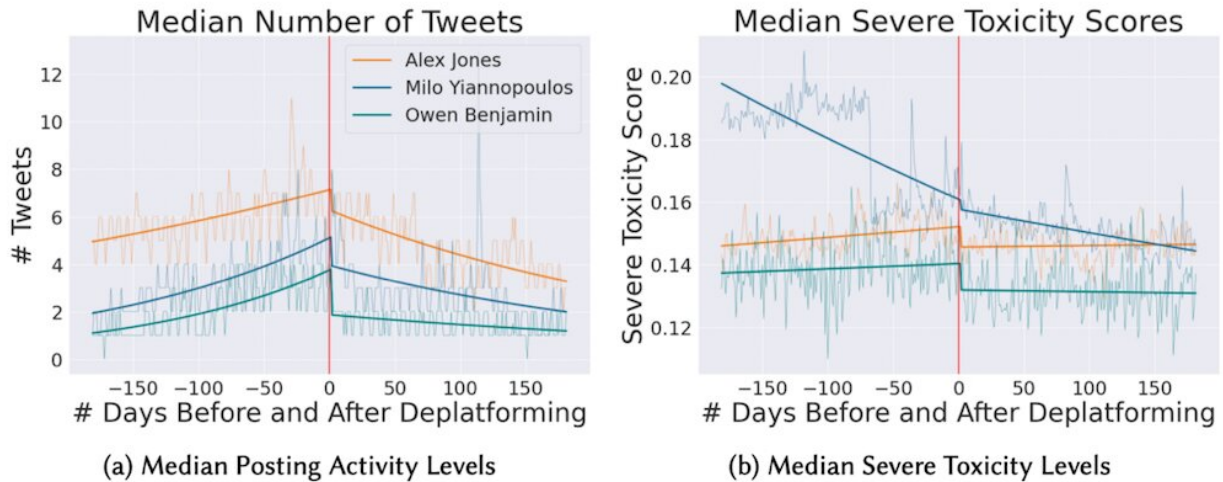 Median Number of Tweets
# Tweets
12
10
8
6
4
2
0
Alex Jones
Milo Yiannopoulos
Owen Benjamin
−150 −100 −50 0 50 100 150
# Days Before and After Deplatforming
(a) Median Posting Activity Levels
Median Severe Toxicity Scores
Severe Toxicity Score
0.20
0.18
0.16
0.14
0.12
−150 −100 −50 0 50 100 150
# Days Before and After Deplatforming
(b) Median Severe Toxicity Levels